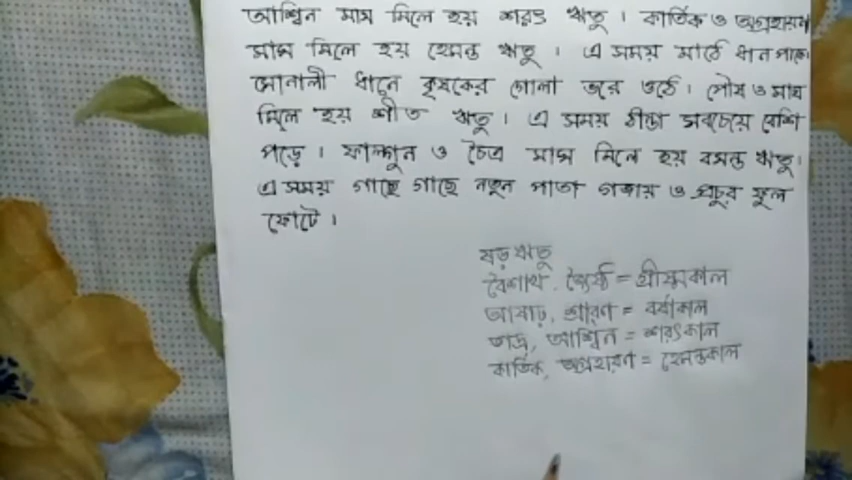 আশ্বিন মাস মিলে হয় শরৎ ঋতু । কার্তিক ও অগ্রহায়ন
মাস মিলে হয় হেমন্ত ঋতু । এ সময় মাঠে ধান পাকে।
সোনালী ধানে কৃষকের গোলা ভরে ওঠে । পৌষ ও মাঘ
মিলে হয় শীত ঋতু । এ সময় ঠান্ডা সবচেয়ে বেশি
পড়ে । ফাল্গুন ও চৈত্র মাস মিলে হয় বসন্ত ঋতু।
এ সময় গাছে গাছে নতুন পাতা গজায় ও প্রচুর ফুল
ফোটে ।
ষড় ঋতু
বৈশাখ, জ্যৈষ্ঠ = গ্রীষ্মকাল
আষাঢ়, শ্রাবণ = বর্ষাকাল
ভাদ্র, আশ্বিন = শরৎকাল
কার্তিক, অগ্রহায়ণ = হেমন্তকাল